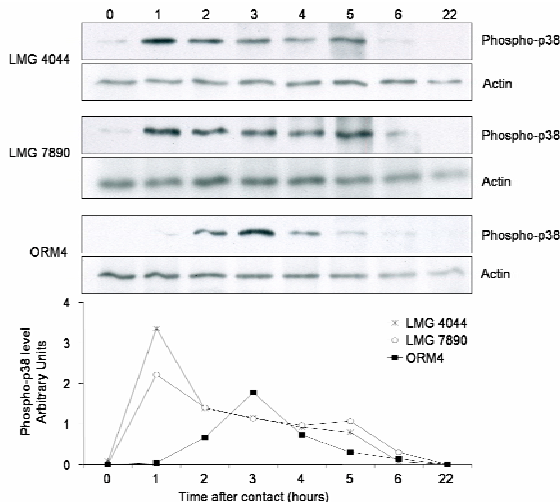 0 1 2 3 4 5 6 22
Phospho-p38
LMG 4044
Actin
Phospho-p38
LMG 7890
Actin
Phospho-p38
ORM4
Actin
4
3
2
1
0
Phospho-p38 level
Arbitrary Units
LMG 4044
LMG 7890
ORM4
0 1 2 3 4 5 6 22
Time after contact (hours)